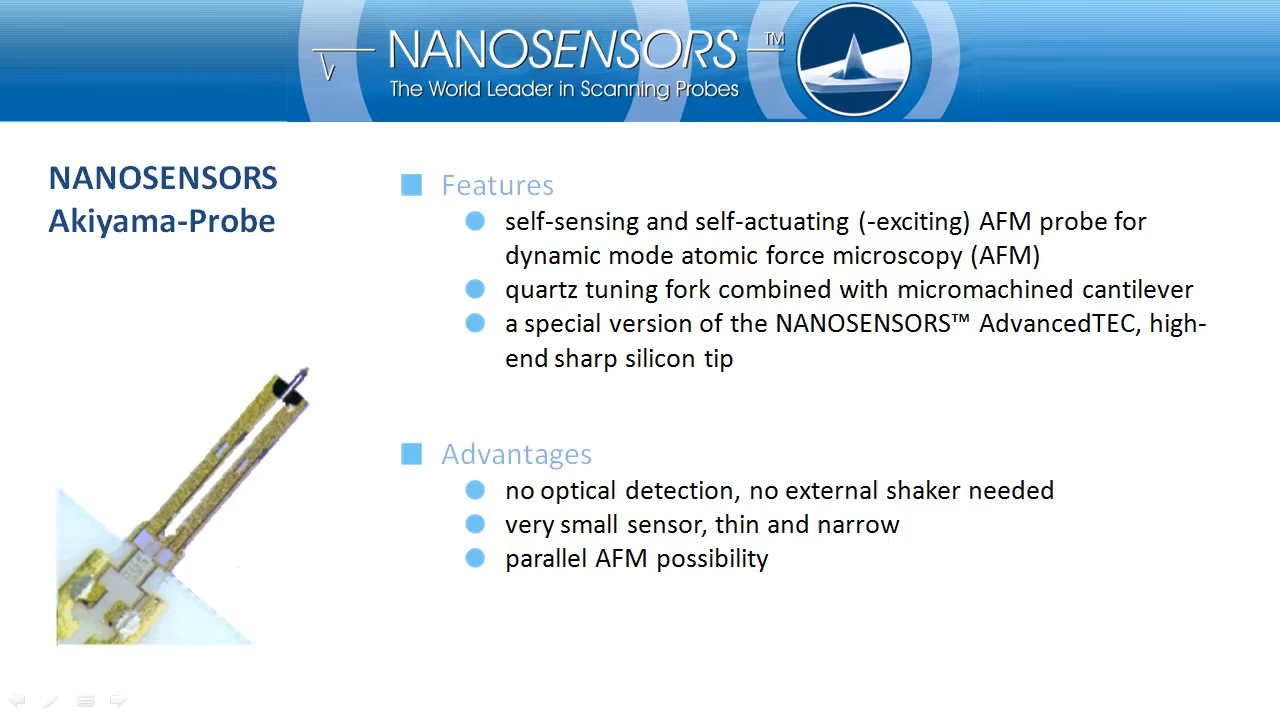 NANOSENSORS™
The World Leader in Scanning Probes
NANOSENSORS
Akiyama-Probe
Features
self-sensing and self-actuating (-exciting) AFM probe for
dynamic mode atomic force microscopy (AFM)
quartz tuning fork combined with micromachined cantilever
a special version of the NANOSENSORS™ AdvancedTEC, high-
end sharp silicon tip
Advantages
no optical detection, no external shaker needed
very small sensor, thin and narrow
parallel AFM possibility